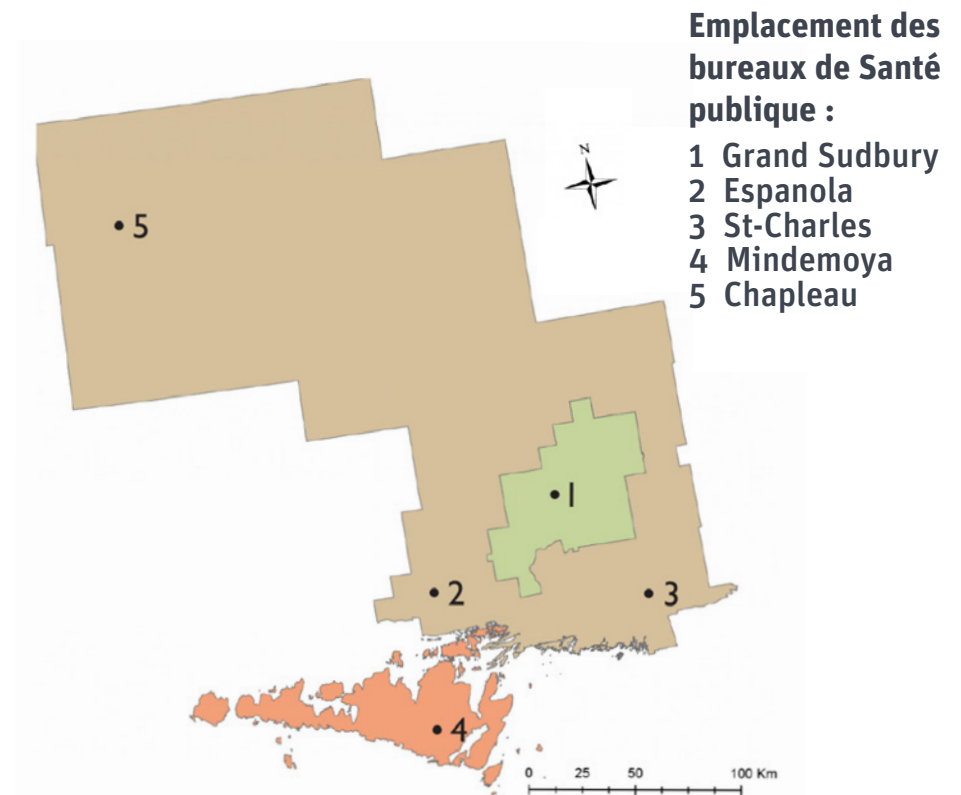 Emplacement des
bureaux de Santé
publique :
1 Grand Sudbury
2 Espanola
3 St-Charles
4 Mindemoya
5 Chapleau
N
5
1
2
3
4
0 25 50 100 Km